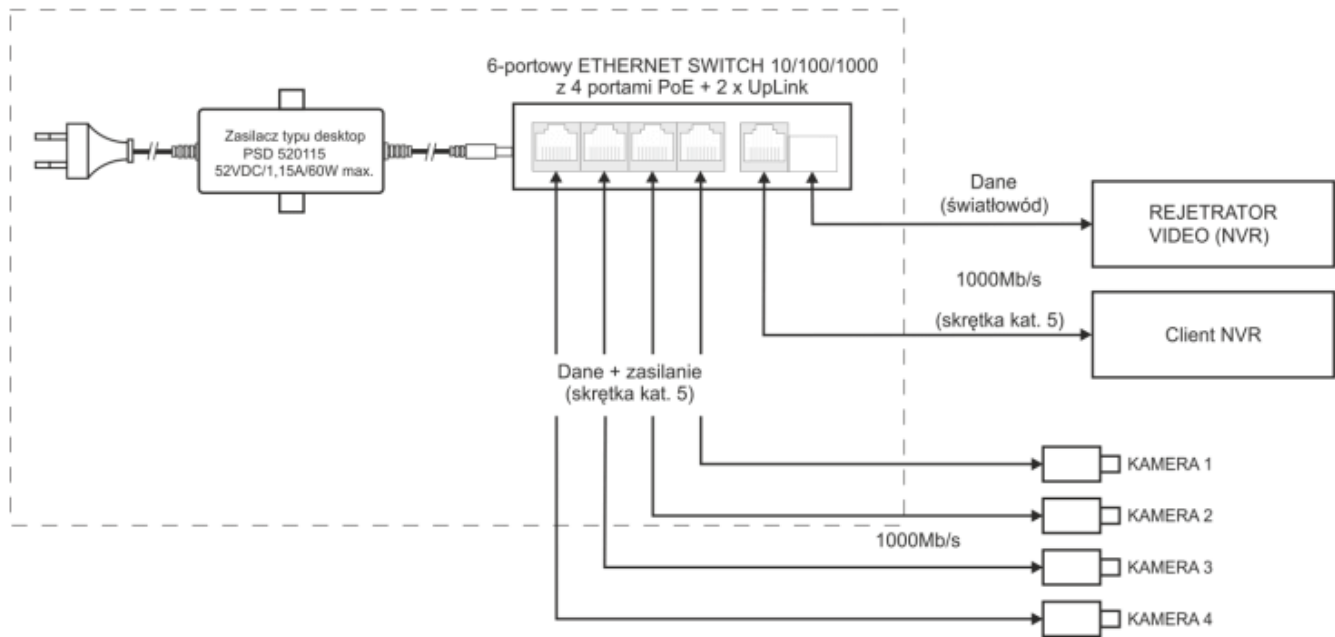 6-portowy ETHERNET SWITCH 10/100/1000
z 4 portami PoE + 2 x UpLink
Zasilacz typu desktop
PSD 520115
52VDC/1,15A/60W max.
Dane
(światłowód)
REJETRATOR
VIDEO (NVR)
1000Mb/s
(skrętka kat. 5)
Client NVR
Dane + zasilanie
(skrętka kat. 5)
KAMERA 1
KAMERA 2
1000Mb/s
KAMERA 3
KAMERA 4